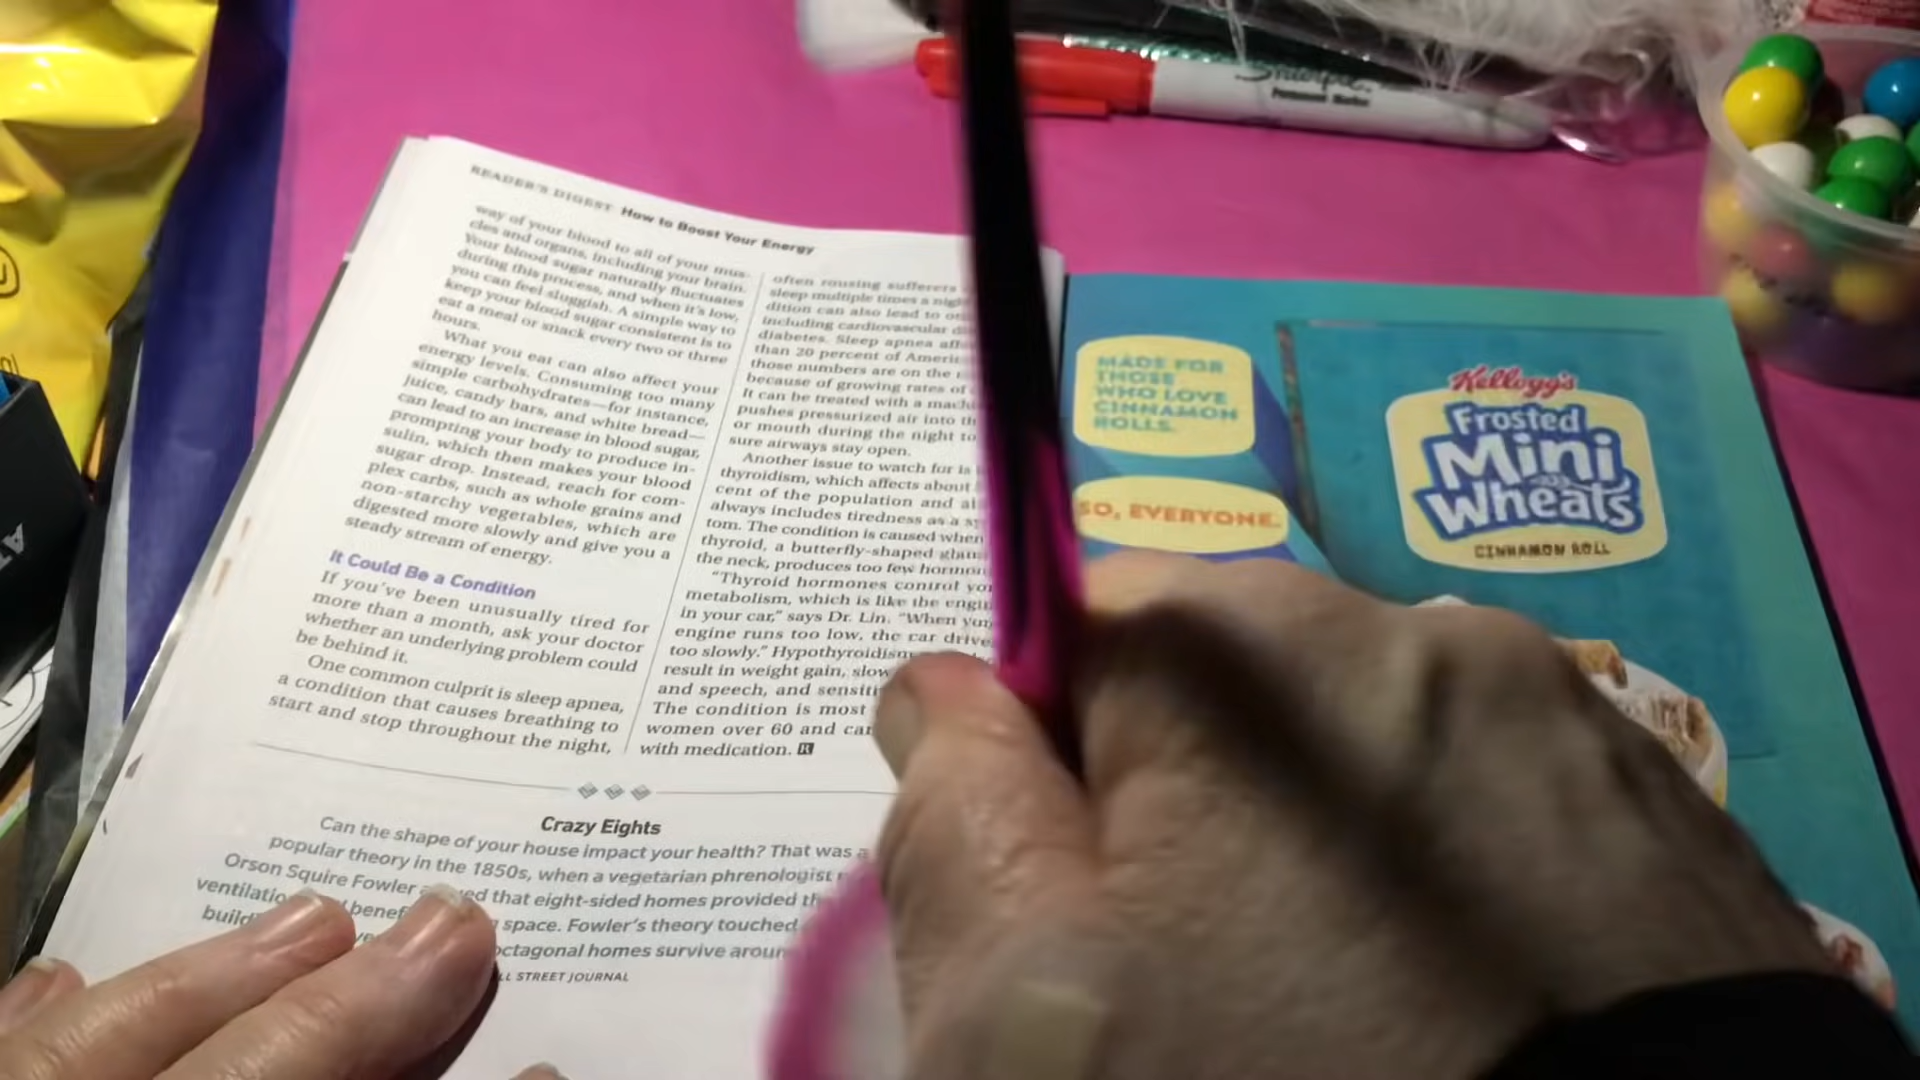 READER'S DIGEST How to Boost Your Energy
way of your blood to all of your mus-
cles and organs, including your brain.
Your blood sugar naturally fluctuates
during this process, and when it's low,
you can feel sluggish. A simple way to
keep your blood sugar consistent is to
eat a meal or snack every two or three
hours.
What you eat can also affect your
energy levels. Consuming too many
simple carbohydrates—for instance,
juice, candy bars, and white bread—
can lead to an increase in blood sugar,
prompting your body to produce in-
sulin, which then makes your blood
sugar drop. Instead, reach for com-
plex carbs, such as whole grains and
non-starchy vegetables, which are
digested more slowly and give you a
steady stream of energy.
It Could Be a Condition
If you've been unusually tired for
more than a month, ask your doctor
whether an underlying problem could
be behind it.
One common culprit is sleep apnea,
a condition that causes breathing to
start and stop throughout the night,
often rousing sufferers
sleep multiple times a
dition can also lead to
including cardiovascular
diabetes. Sleep apnea
than 20 percent of
those numbers are on the
because of growing rates of
It can be treated with a
pushes pressurized air into
or mouth during the night to
sure airways stay open.
Another issue to watch for is
thyroidism, which affects about
cent of the population and
always includes tiredness as a
tom. The condition is caused when
thyroid, a butterfly-shaped
the neck, produces too few
"Thyroid hormones control
metabolism, which is like the
in your car," says Dr. Lin. "When
engine runs too low, the car
too slowly." Hypothyroidism
result in weight gain,
and speech, and
The condition is most
women over 60 and
with medication. R
Crazy Eights
Can the shape of your house impact your health? That was a
popular theory in the 1850s, when a vegetarian phrenologist
Orson Squire Fowler that eight-sided homes provided
space. Fowler's theory touched
octagonal homes survive
STREET JOURNAL
MADE FOR
THOSE
WHO LOVE
CINNAMON
ROLLS.
SO, EVERYONE.
Kellogg's
Frosted
Mini
Wheats
CINNAMON ROLL
Sharpie
Permanent Marker